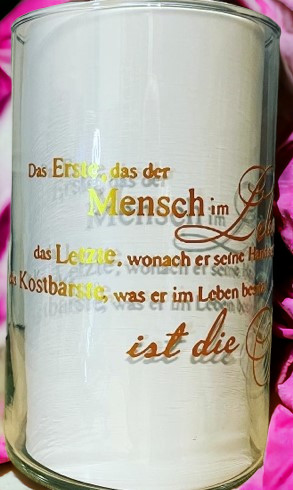 Das Erste, das der
Mensch im
das Letzte, wonach er seine
Kostbarste, was er im Leben
ist die